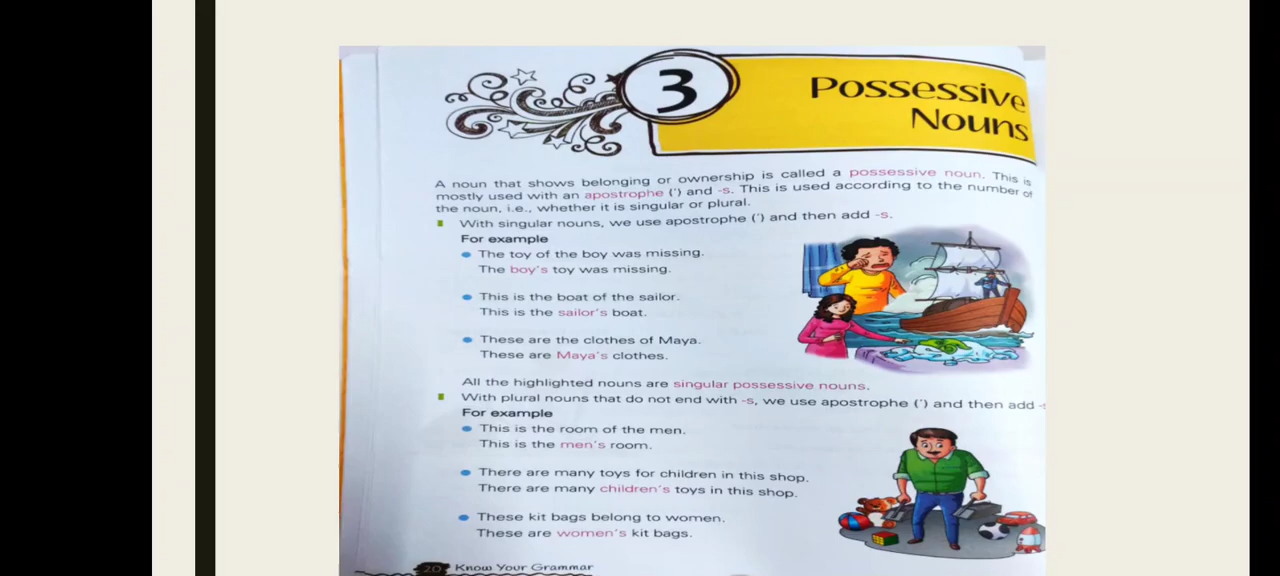 3
Possessive
Nouns
A noun that shows belonging or ownership is called a possessive noun. This is
mostly used with an apostrophe (') and -s. This is used according to the number of
the noun, i.e., whether it is singular or plural.
With singular nouns, we use apostrophe (') and then add -s.
For example
The toy of the boy was missing.
The boy's toy was missing.
This is the boat of the sailor.
This is the sailor's boat.
These are the clothes of Maya.
These are Maya's clothes.
All the highlighted nouns are singular possessive nouns.
With plural nouns that do not end with -s, we use apostrophe (') and then add -s
For example
This is the room of the men.
This is the men's room.
There are many toys for children in this shop.
There are many children's toys in this shop.
These kit bags belong to women.
These are women's kit bags.
20 Know Your Grammar